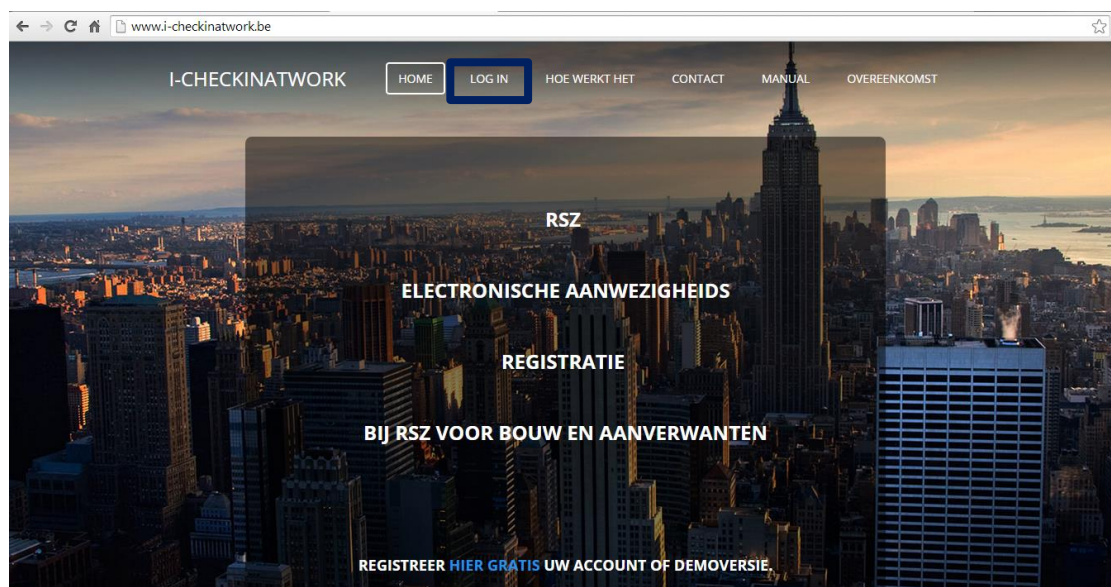 www.i-checkinatwork.be
I-CHECKINATWORK HOME LOG IN HOE WERKT HET CONTACT MANUAL OVEREENKOMST
RSZ
ELECTRONISCHE AANWEZIGHEIDS
REGISTRATIE
BIJ RSZ VOOR BOUW EN AANVERWANTEN
REGISTREER HIER GRATIS UW ACCOUNT OF DEMOVERSIE.